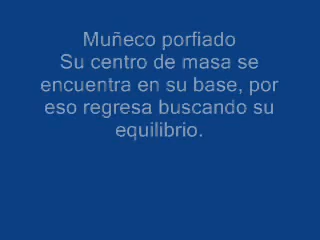 Muñeco porfiado
Su centro de masa se
encuentra en su base, por
eso regresa buscando su
equilibrio.